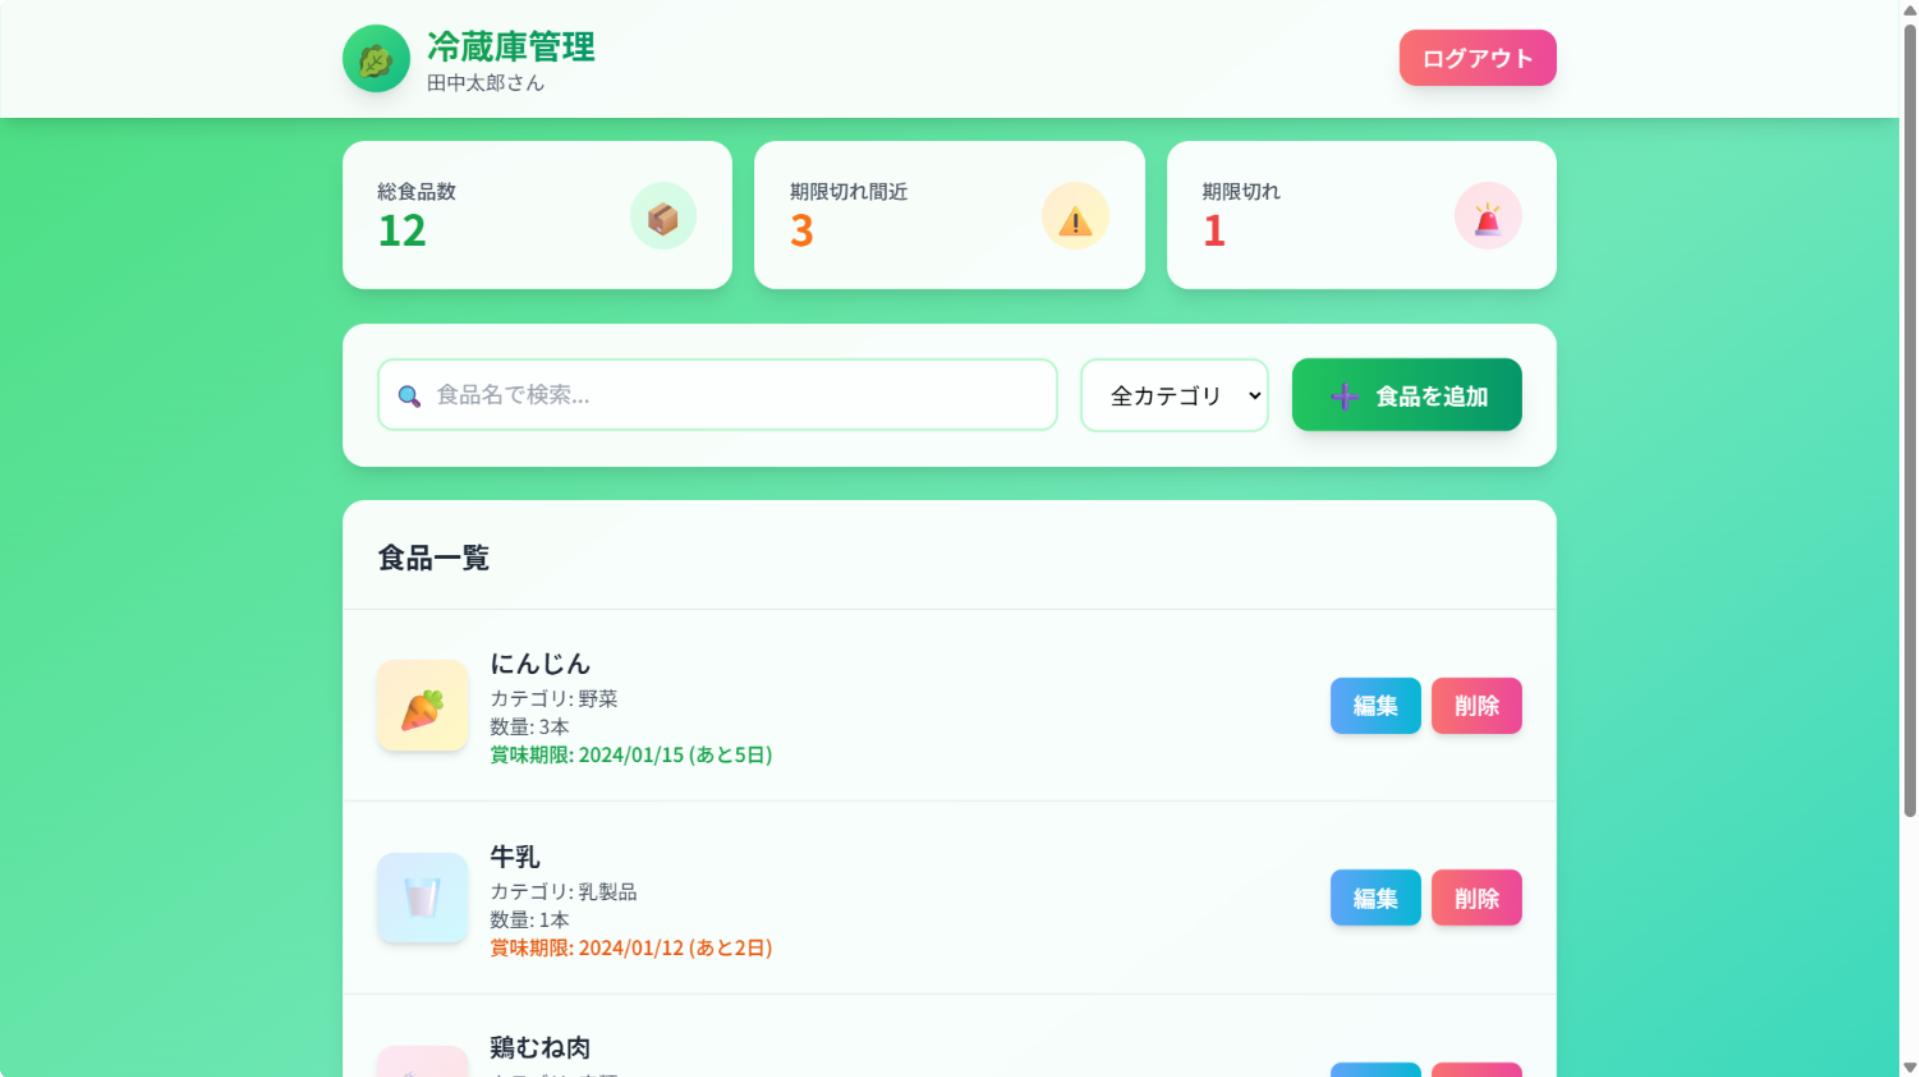 冷蔵庫管理
田中太郎さん
ログアウト
総食品数
12
期限切れ間近
3
期限切れ
1
食品名で検索...
全カテゴリ
食品を追加
食品一覧
にんじん
カテゴリ: 野菜
数量: 3本
賞味期限: 2024/01/15 (あと5日)
編集
削除
牛乳
カテゴリ: 乳製品
数量: 1本
賞味期限: 2024/01/12 (あと2日)
編集
削除
鶏むね肉